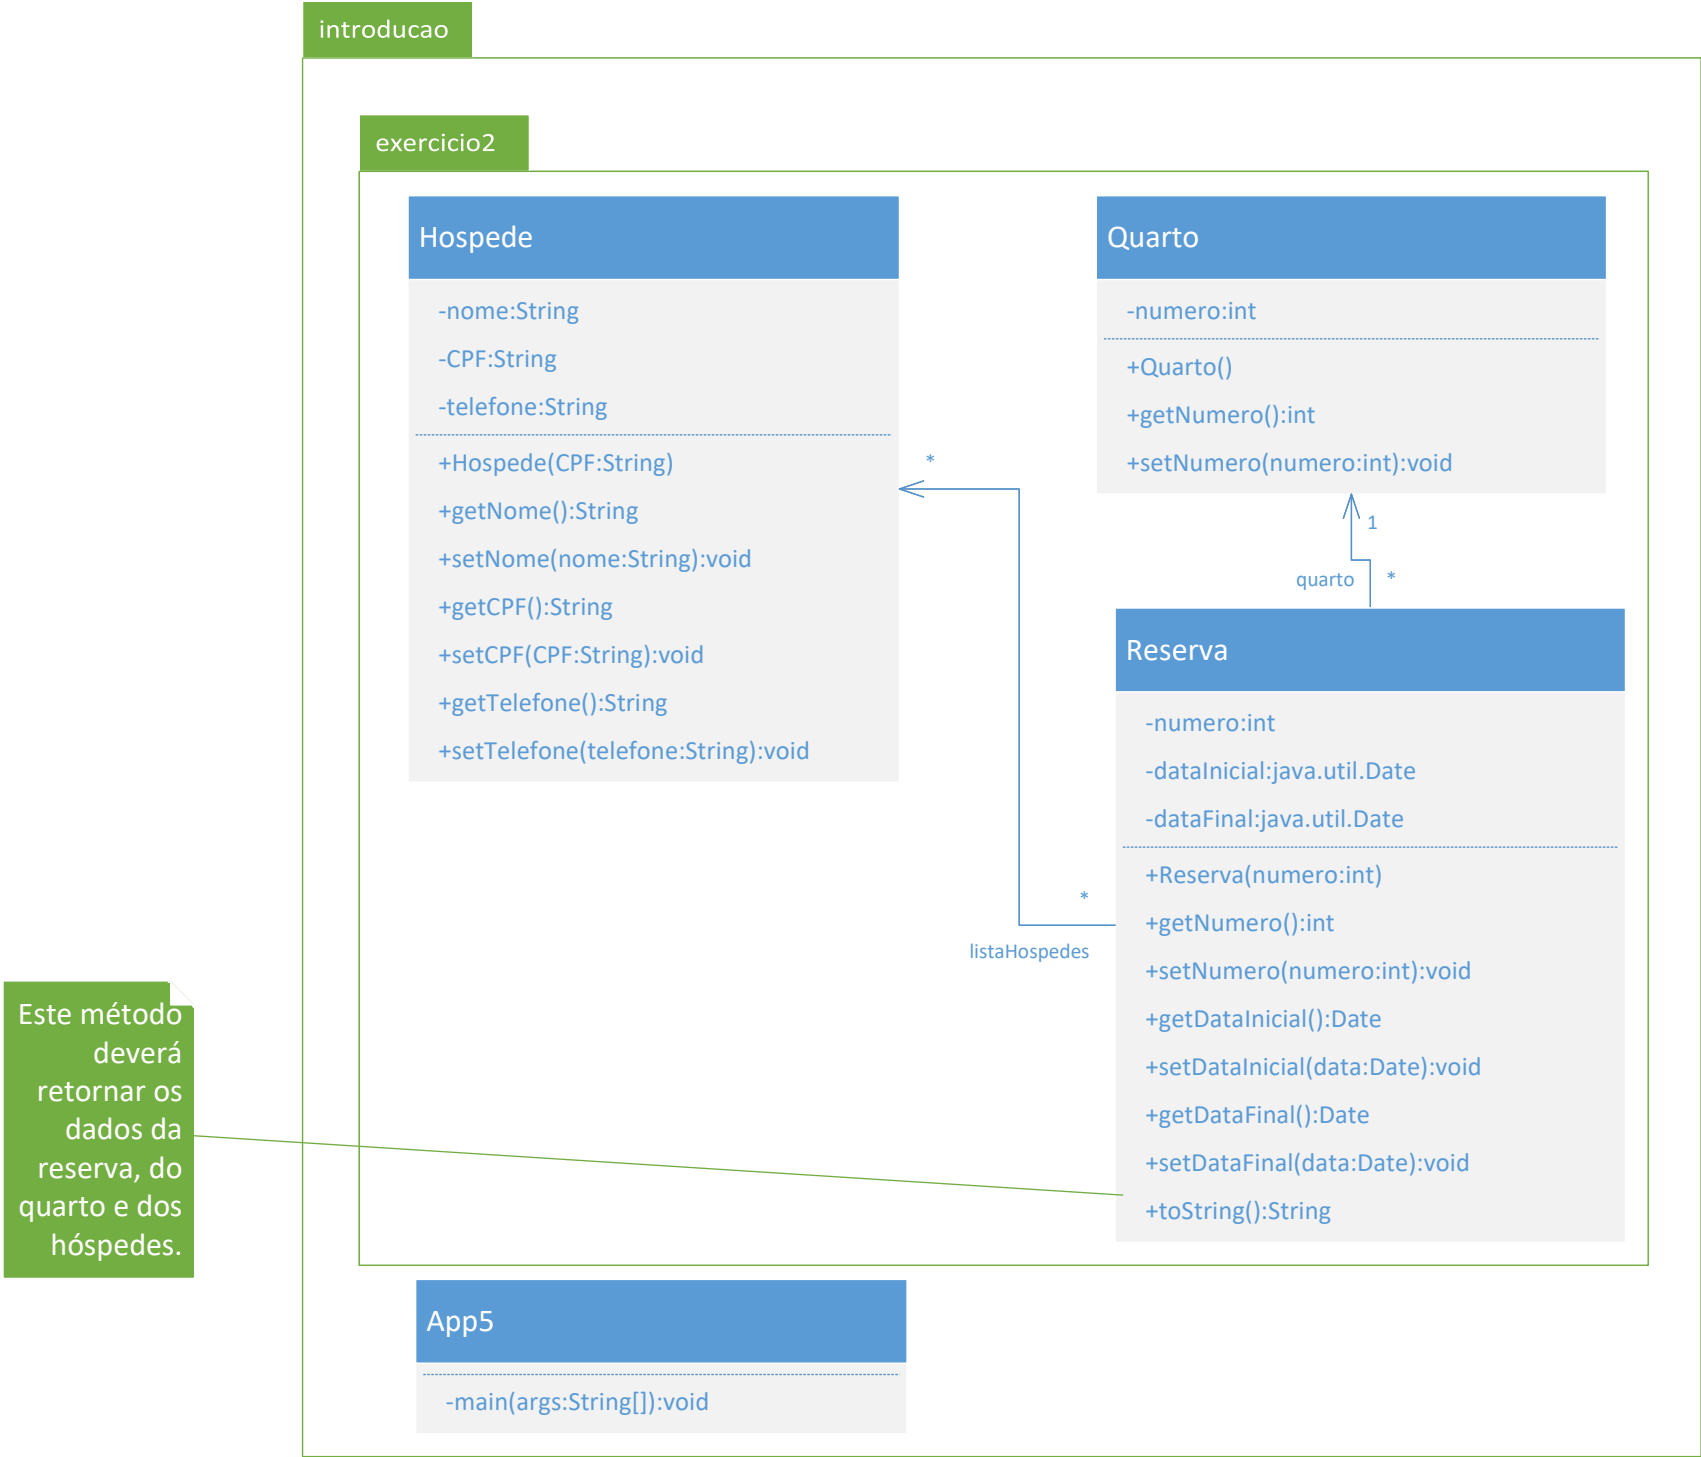 introducao
exercicio2
Hospede
-nome:String
-CPF:String
-telefone:String
+Hospede(CPF:String)
+getNome():String
+setNome(nome:String):void
+getCPF():String
+setCPF(CPF:String):void
+getTelefone():String
+setTelefone(telefone:String):void
Quarto
-numero:int
+Quarto()
+getNumero():int
+setNumero(numero:int):void
*
1
quarto
*
Reserva
-numero:int
-dataInicial:java.util.Date
-dataFinal:java.util.Date
+Reserva(numero:int)
+getNumero():int
+setNumero(numero:int):void
+getDataInicial():Date
+setDataInicial(data:Date):void
+getDataFinal():Date
+setDataFinal(data:Date):void
+toString():String
*
listaHospedes
Este método
deverá
retornar os
dados da
reserva, do
quarto e dos
hóspedes.
App5
-main(args:String[]):void